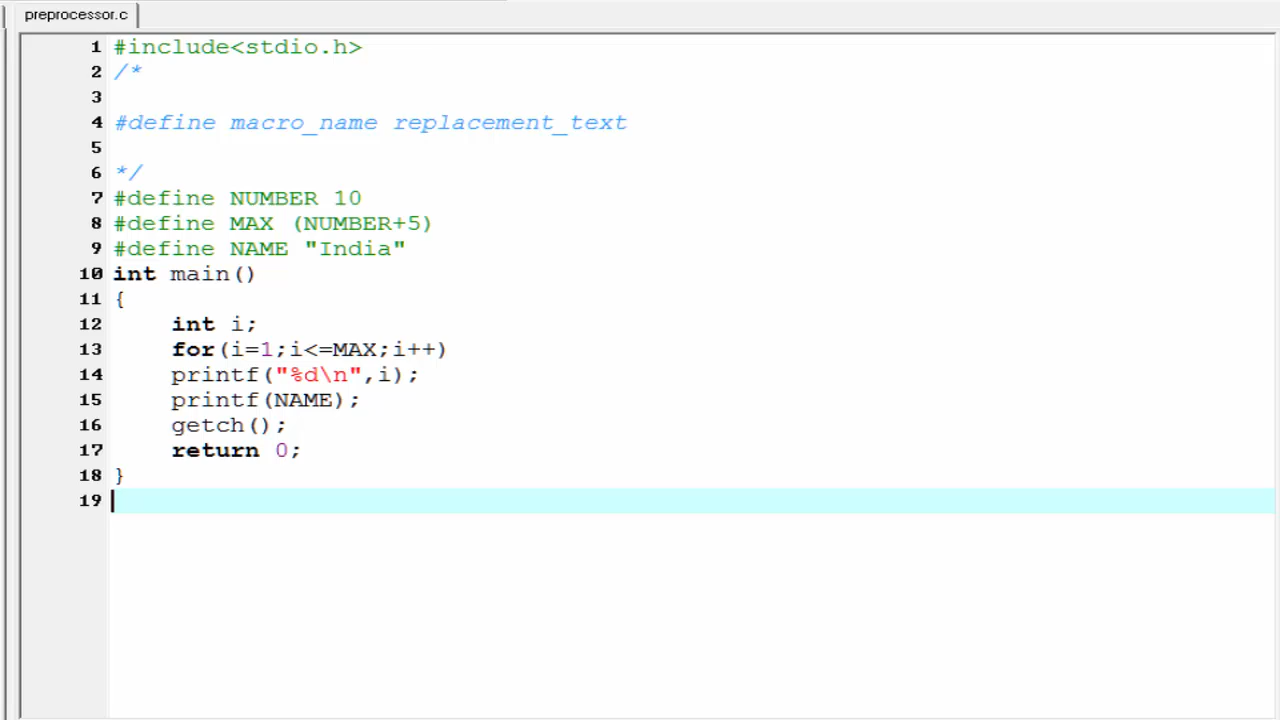 preprocessor.c
1 #include<stdio.h>
2 /*
3
4 #define macro_name replacement_text
5
6 */
7 #define NUMBER 10
8 #define MAX (NUMBER+5)
9 #define NAME "India"
10 int main()
11 {
12 int i;
13 for(i=1;i<=MAX;i++)
14 printf("%d\n",i);
15 printf(NAME);
16 getch();
17 return 0;
18 }
19